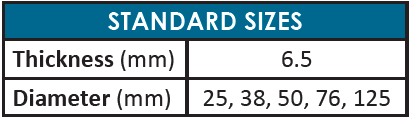 STANDARD SIZES
Thickness (mm) 6.5
Diameter (mm) 25, 38, 50, 76, 125